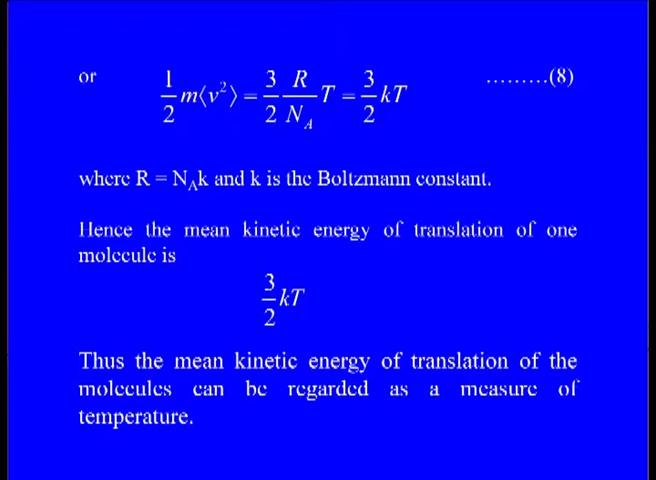 or 1/2 m⟨v²⟩ = 3/2 R/N_A T = 3/2 kT ………(8)
where R = N_Ak and k is the Boltzmann constant.
Hence the mean kinetic energy of translation of one
molecule is
3/2 kT
Thus the mean kinetic energy of translation of the
molecules can be regarded as a measure of
temperature.